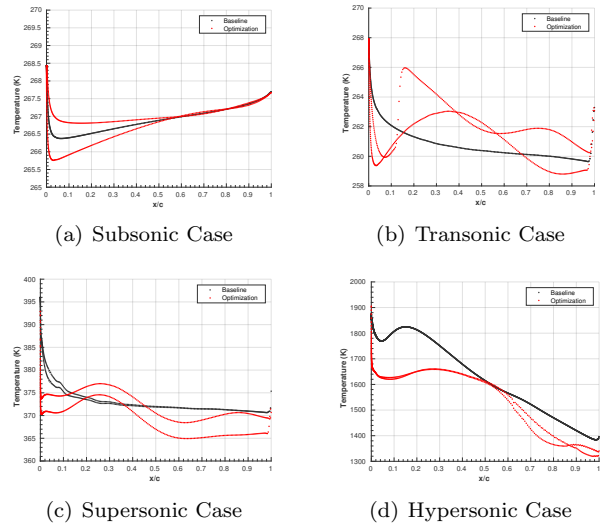 270
269.5
269
268.5
268
267.5
267
266.5
266
265.5
265
Temperature (K)
0 0.1 0.2 0.3 0.4 0.5 0.6 0.7 0.8 0.9 1
x/c
Baseline
Optimization
(a) Subsonic Case
270
268
266
264
262
260
258
Temperature (K)
0 0.1 0.2 0.3 0.4 0.5 0.6 0.7 0.8 0.9 1
x/c
Baseline
Optimization
(b) Transonic Case
400
395
390
385
380
375
370
365
360
Temperature (K)
0 0.1 0.2 0.3 0.4 0.5 0.6 0.7 0.8 0.9 1
x/c
Baseline
Optimization
(c) Supersonic Case
2000
1900
1800
1700
1600
1500
1400
1300
Temperature (K)
0 0.1 0.2 0.3 0.4 0.5 0.6 0.7 0.8 0.9 1
x/c
Baseline
Optimization
(d) Hypersonic Case